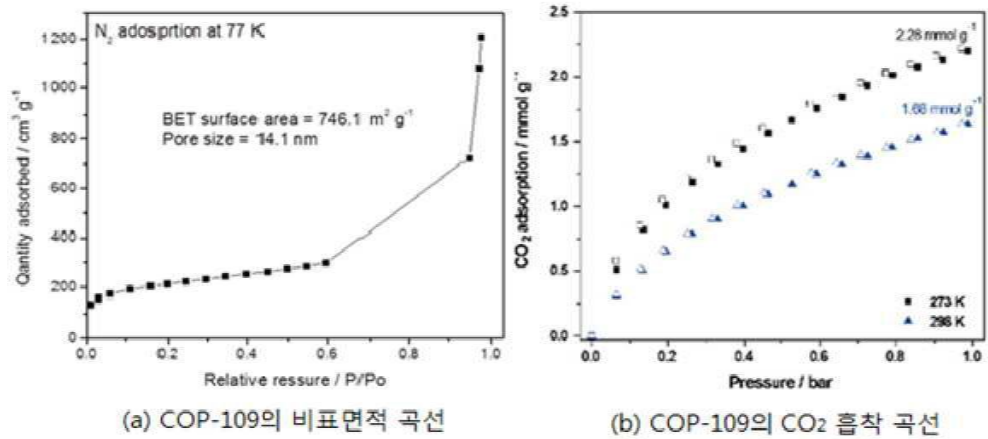 N2 adosprtion at 77 K
BET surface area = 746.1 m2 g-1
Pore size = 14.1 nm
Qantity adsorbed / cm3 g-1
1200
1000
800
600
400
200
0
0.0 0.2 0.4 0.6 0.8 1.0
Relative ressure / P/Po
(a) COP-109의 비표면적 곡선
2.28 mmol g-1
1.68 mmol g-1
CO2 adsorption / mmol g-1
2.5
2.0
1.5
1.0
0.5
0.0
273 K
298 K
0.0 0.2 0.4 0.6 0.8 1.0
Pressure / bar
(b) COP-109의 CO2 흡착 곡선